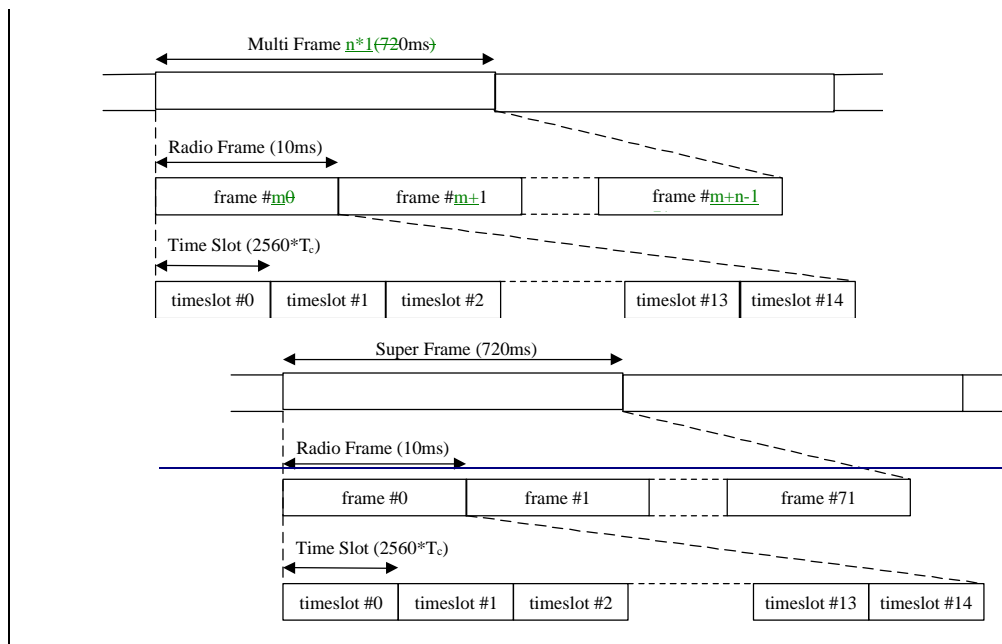 Multi Frame n*1(720ms)
Radio Frame (10ms)
frame #m0 frame #m+1 frame #m+n-1
Time Slot (2560*Tc)
timeslot #0 timeslot #1 timeslot #2 timeslot #13 timeslot #14
Super Frame (720ms)
Radio Frame (10ms)
frame #0 frame #1 frame #71
Time Slot (2560*Tc)
timeslot #0 timeslot #1 timeslot #2 timeslot #13 timeslot #14